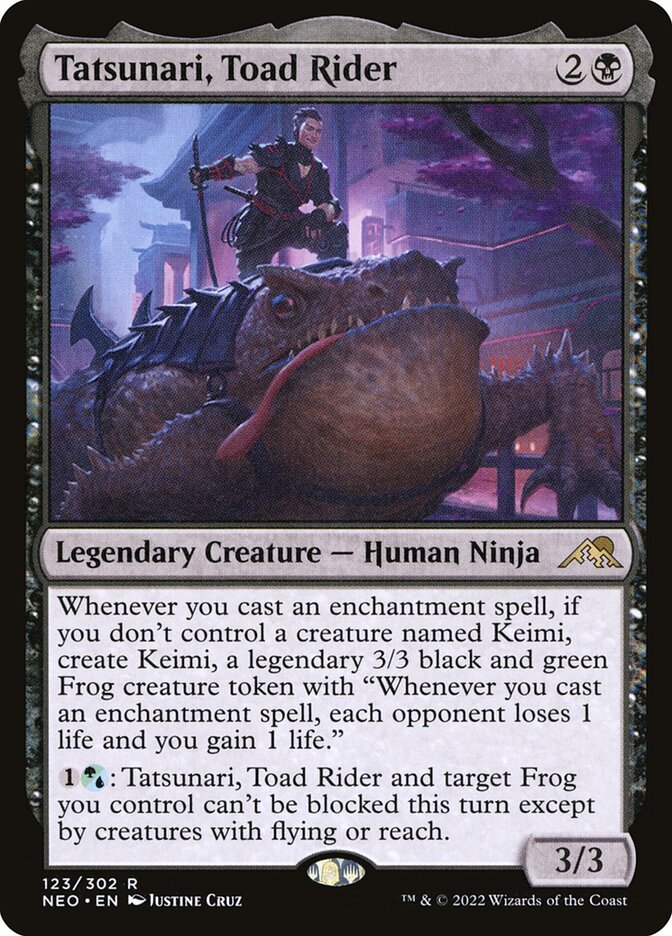 Tatsunari, Toad Rider 2
Legendary Creature — Human Ninja
Whenever you cast an enchantment spell, if
you don't control a creature named Keimi,
create Keimi, a legendary 3/3 black and green
Frog creature token with “Whenever you cast
an enchantment spell, each opponent loses 1
life and you gain 1 life.”
1: Tatsunari, Toad Rider and target Frog
you control can't be blocked this turn except
by creatures with flying or reach.
3/3
123/302 R
NEO • EN Justine Cruz ™ & © 2022 Wizards of the Coast